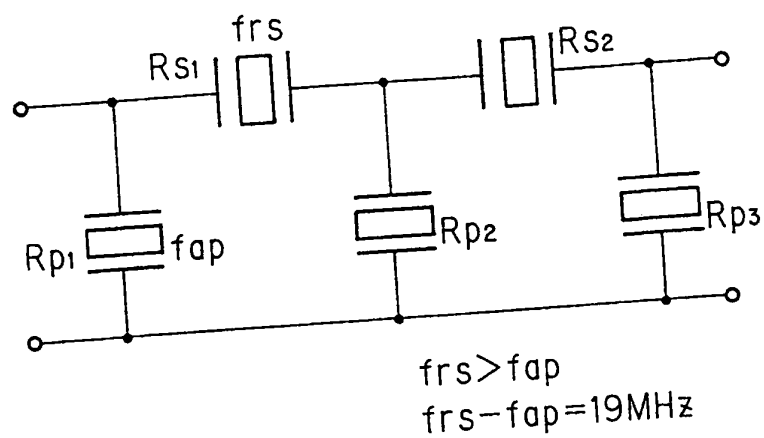 frs
Rs1
Rs2
Rp1
fap
Rp2
Rp3
frs>fap
frs-fap=19MHz